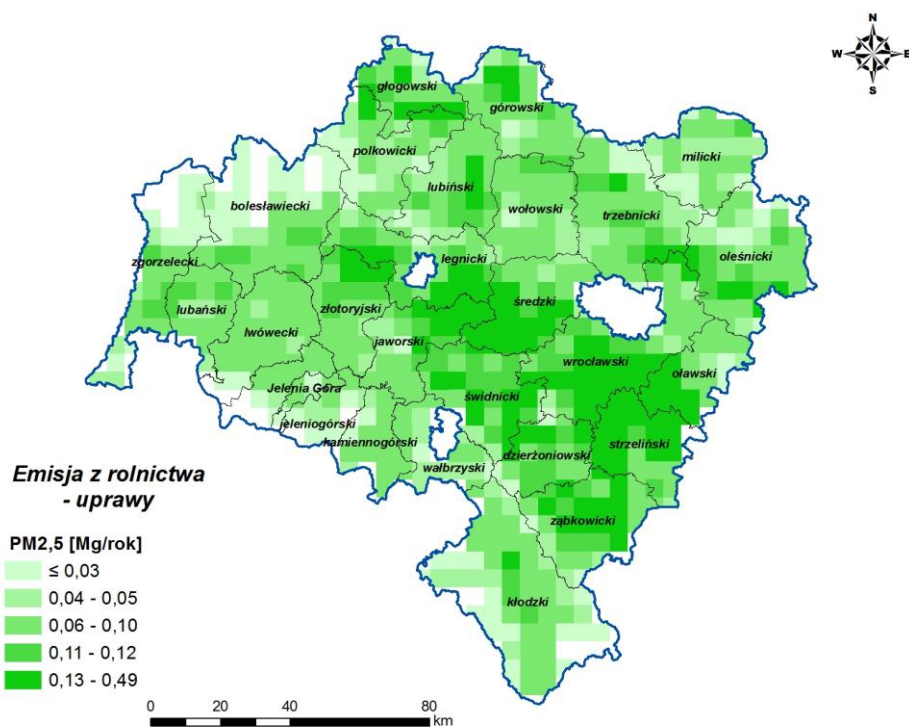 N
W E
S
głogowski
górowski
polkowicki
milicki
lubiński
bolesławiecki
wołowski
trzebnicki
zgorzelecki
legnicki
oleśnicki
lubański
złotoryjski
średzki
lwówecki
jaworski
wrocławski
oławski
Jelenia Góra
świdnicki
jeleniogórski
kamiennogórski
strzeliński
wałbrzyski
dzierżoniowski
ząbkowicki
kłodzki
Emisja z rolnictwa
- uprawy
PM2,5 [Mg/rok]
≤ 0,03
0,04 - 0,05
0,06 - 0,10
0,11 - 0,12
0,13 - 0,49
0 20 40 80
km